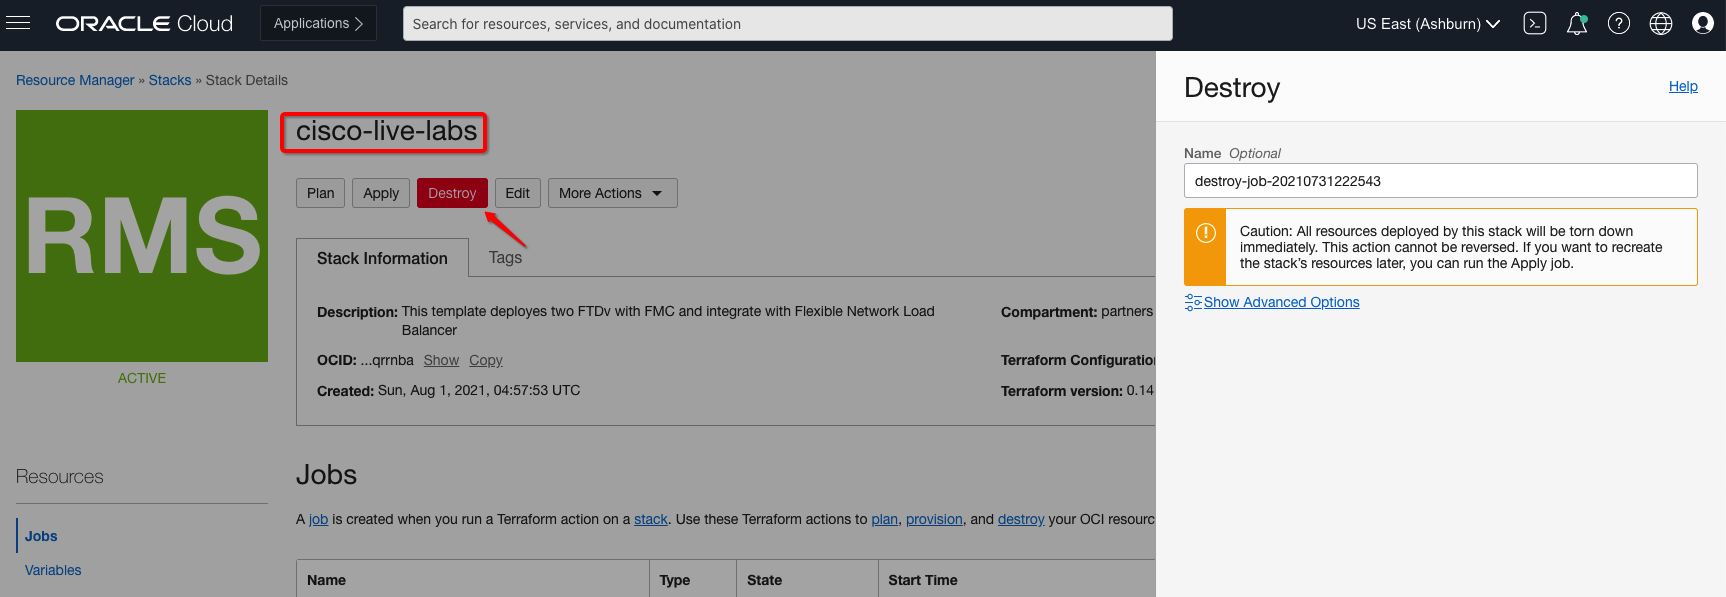 ORACLE Cloud
Applications
Search for resources, services, and documentation
US East (Ashburn)
Resource Manager » Stacks » Stack Details
RMS
ACTIVE
cisco-live-labs
Plan
Apply
Destroy
Edit
More Actions
Stack Information
Tags
Description: This template deployes two FTDv with FMC and integrate with Flexible Network Load
Balancer
OCID: ...qrrnba Show Copy
Created: Sun, Aug 1, 2021, 04:57:53 UTC
Compartment: partners
Terraform Configuration
Terraform version: 0.14
Resources
Jobs
Variables
Jobs
A job is created when you run a Terraform action on a stack. Use these Terraform actions to plan, provision, and destroy your OCI resourc
Name
Type
State
Start Time
Destroy
Help
Name Optional
destroy-job-20210731222543
Caution: All resources deployed by this stack will be torn down
immediately. This action cannot be reversed. If you want to recreate
the stack's resources later, you can run the Apply job.
Show Advanced Options